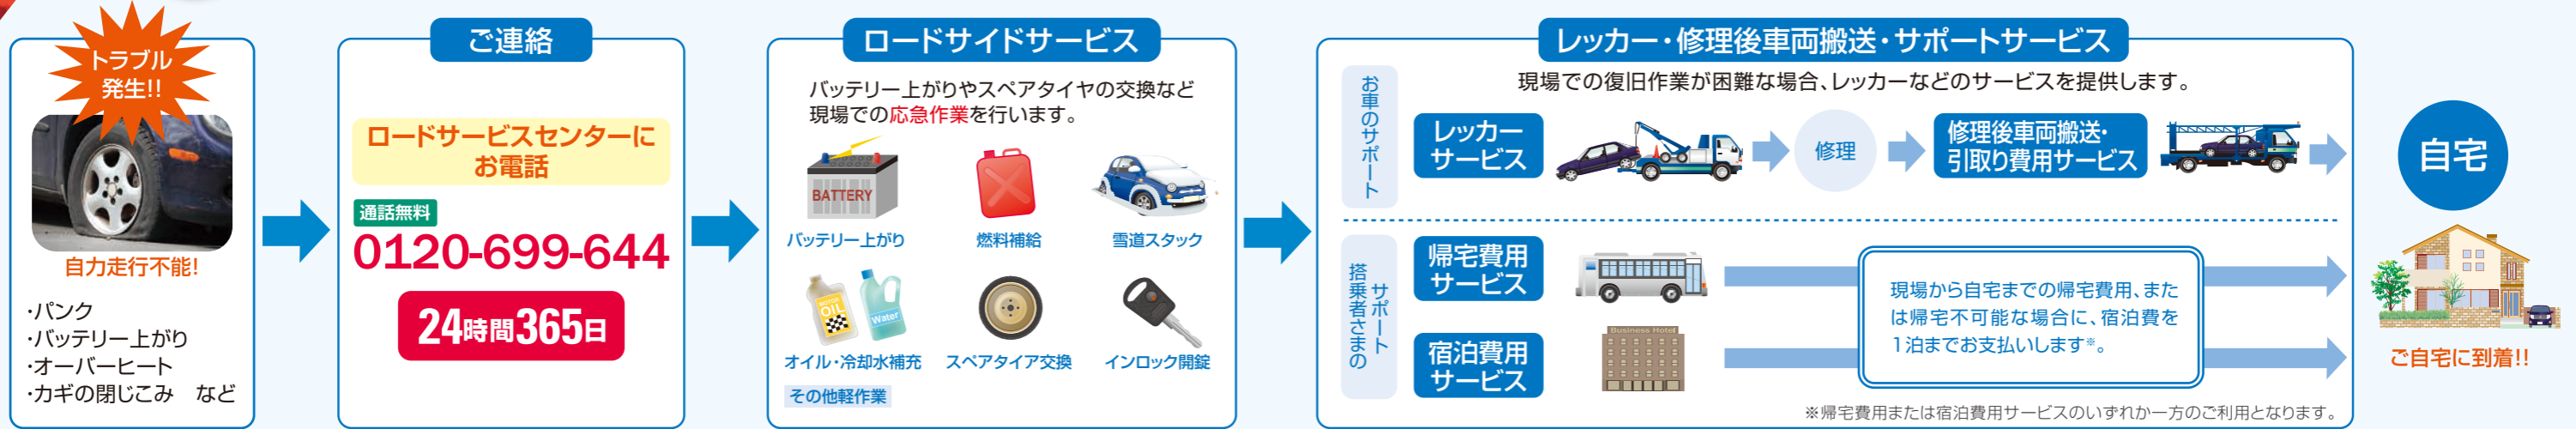 トラブル
発生!!
自力走行不能!
・パンク
・バッテリー上がり
・オーバーヒート
・カギの閉じこみ　など
ご連絡
ロードサービスセンターに
お電話
通話無料
0120-699-644
24時間365日
ロードサイドサービス
バッテリー上がりやスペアタイヤの交換など
現場での応急作業を行います。
BATTERY
バッテリー上がり
燃料補給
雪道スタック
MOTOR
OIL
Water
オイル・冷却水補充
スペアタイア交換
インロック開錠
その他軽作業
レッカー・修理後車両搬送・サポートサービス
お車のサポート
現場での復旧作業が困難な場合、レッカーなどのサービスを提供します。
レッカー
サービス
修理
修理後車両搬送・
引取り費用サービス
搭乗者さまの
サポート
帰宅費用
サービス
宿泊費用
サービス
Business Hotel
現場から自宅までの帰宅費用、また
は帰宅不可能な場合に、宿泊費を
1泊までお支払いします※。
※帰宅費用または宿泊費用サービスのいずれか一方のご利用となります。
自宅
ご自宅に到着!!